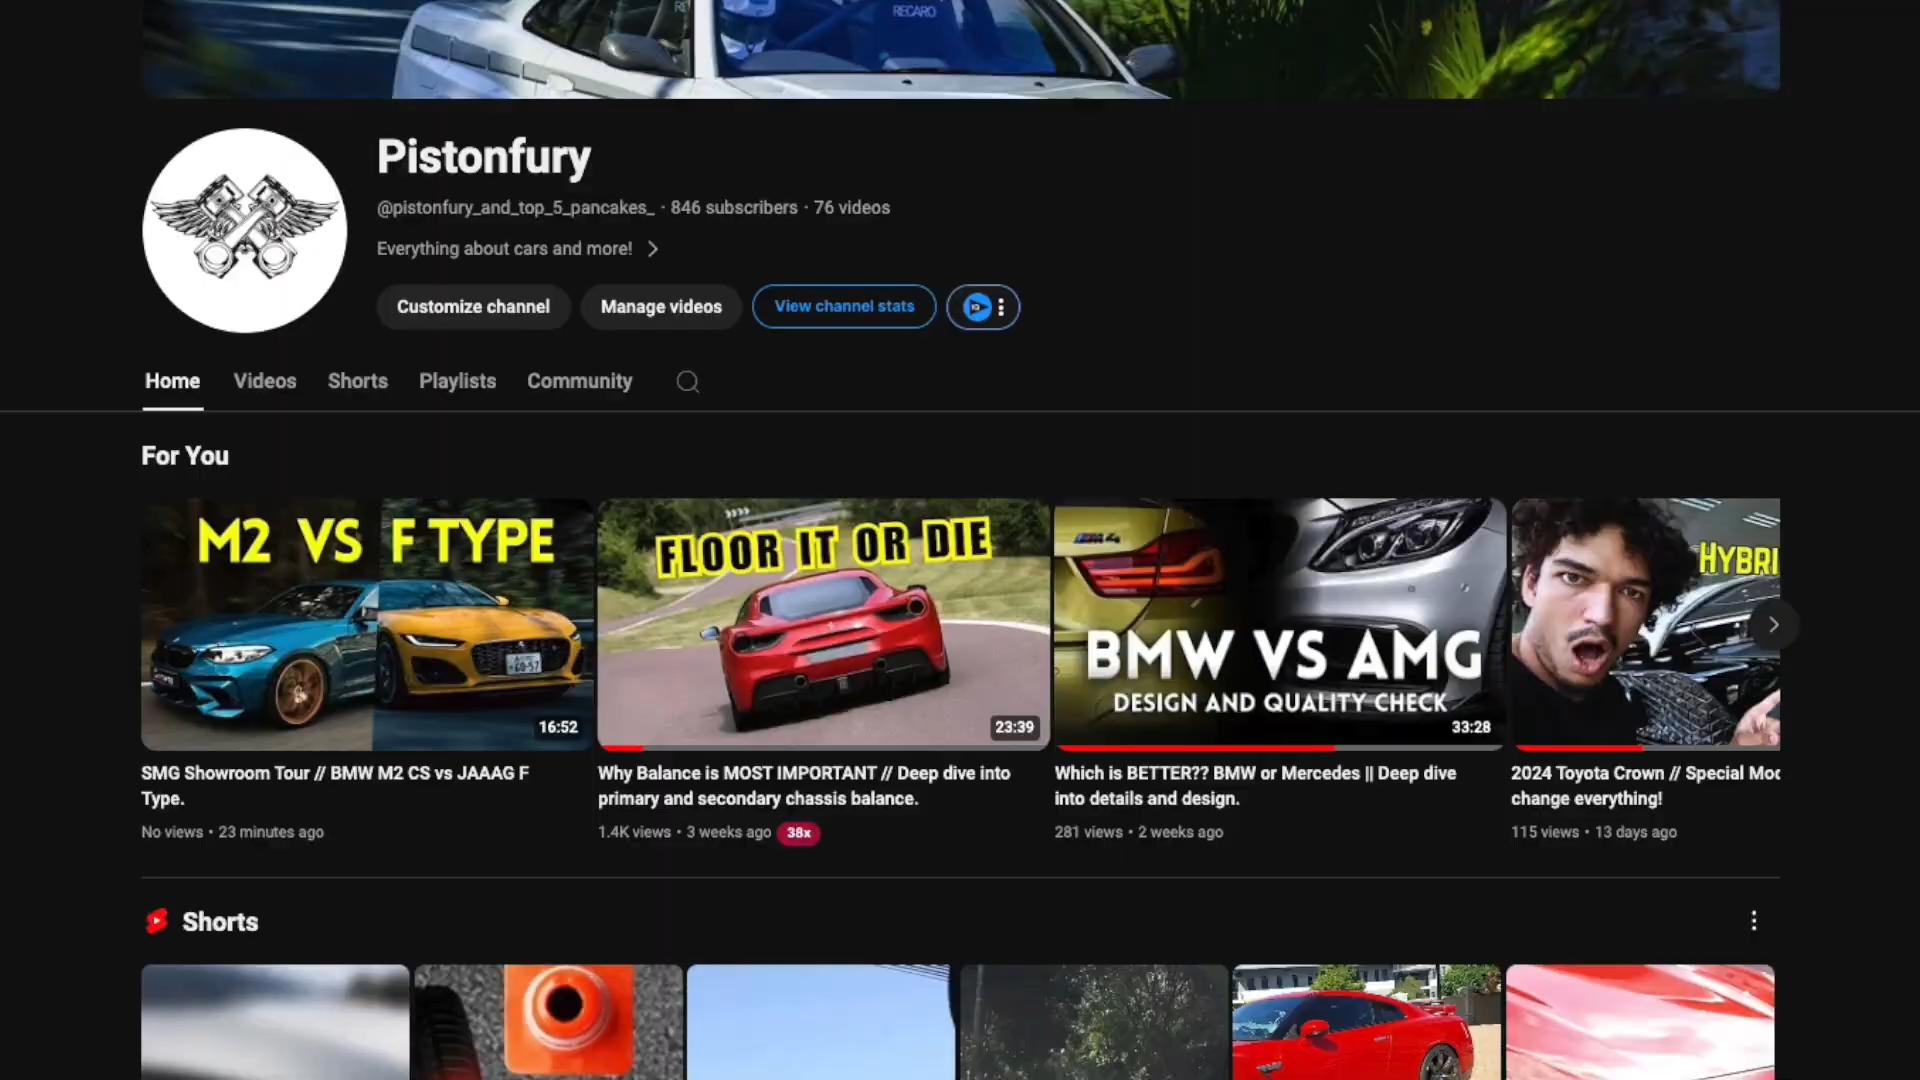 RECARO
Pistonfury
@pistonfury_and_top_5_pancakes_ · 846 subscribers · 76 videos
Everything about cars and more!
Customize channel
Manage videos
View channel stats
Home
Videos
Shorts
Playlists
Community
For You
M2 VS F TYPE
16:52
FLOOR IT OR DIE
23:39
M4
BMW VS AMG
DESIGN AND QUALITY CHECK
33:28
HYBRI
SMG Showroom Tour // BMW M2 CS vs JAAAG F
Type.
No views · 23 minutes ago
Why Balance is MOST IMPORTANT // Deep dive into
primary and secondary chassis balance.
1.4K views · 3 weeks ago 38x
Which is BETTER?? BMW or Mercedes || Deep dive
into details and design.
281 views · 2 weeks ago
2024 Toyota Crown // Special Mod
change everything!
115 views · 13 days ago
Shorts